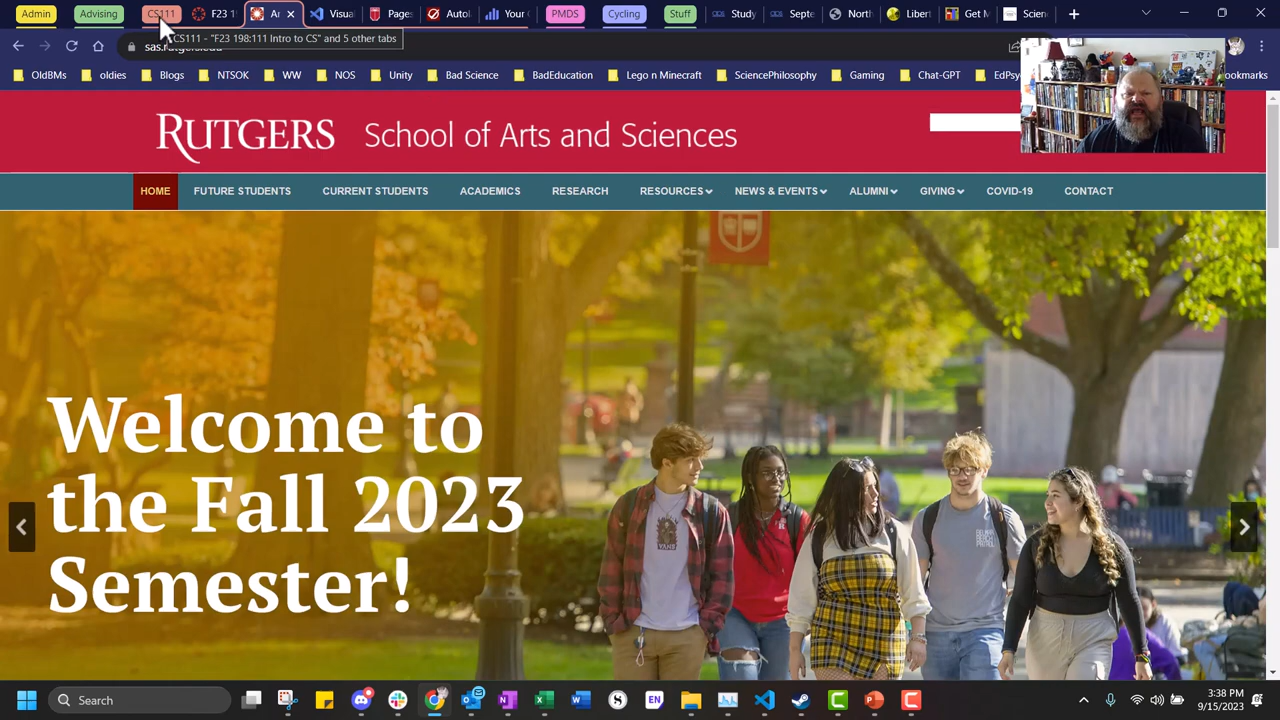 Admin Advising CS111 F23 1 Ar Visua Pages Autol Your PMDS Cycling Stuff Study Septe Libert Get M Scien
CS111 - "F23 198:111 Intro to CS" and 5 other tabs
OldBMs oldies Blogs NTSOK WW NOS Unity Bad Science BadEducation Lego n Minecraft SciencePhilosophy Gaming Chat-GPT EdPsy ookmarks
RUTGERS School of Arts and Sciences
HOME FUTURE STUDENTS CURRENT STUDENTS ACADEMICS RESEARCH RESOURCES NEWS & EVENTS ALUMNI GIVING COVID-19 CONTACT
Welcome to
the Fall 2023
Semester!
VANS
Search
EN
3:38 PM
9/15/2023